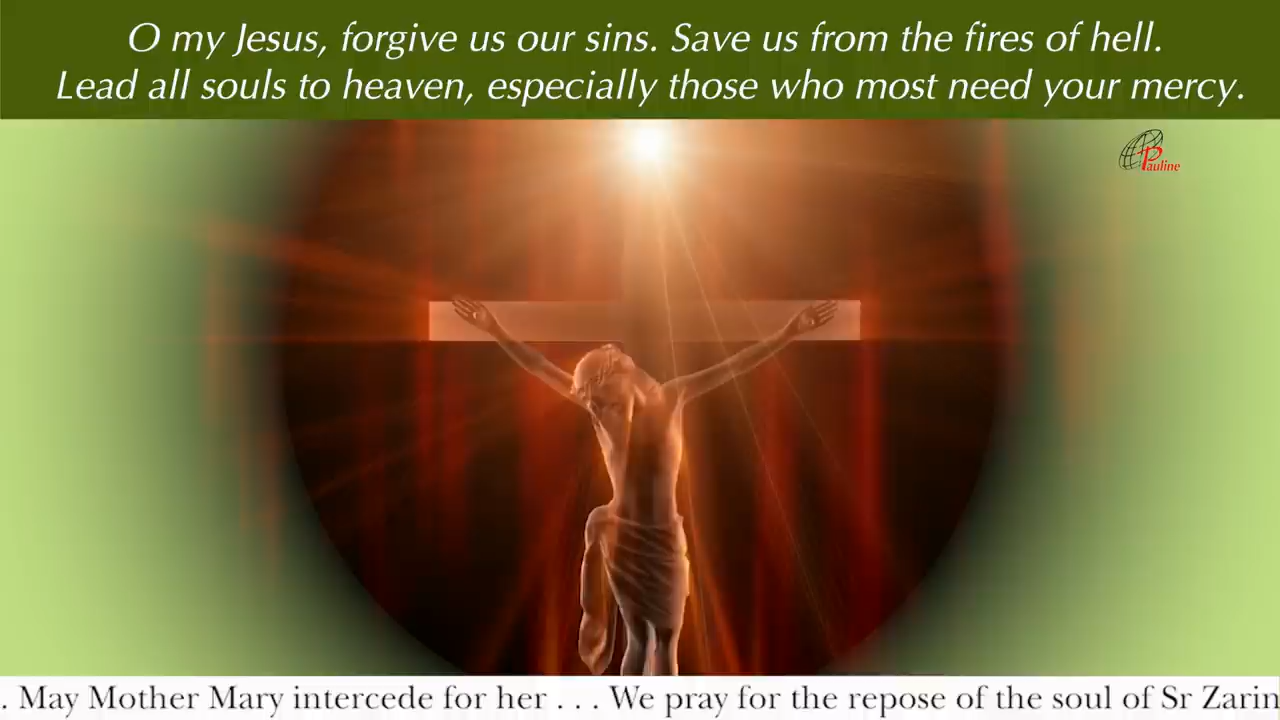 O my Jesus, forgive us our sins. Save us from the fires of hell.
Lead all souls to heaven, especially those who most need your mercy.
Pauline
. May Mother Mary intercede for her . . . We pray for the repose of the soul of Sr Zarin